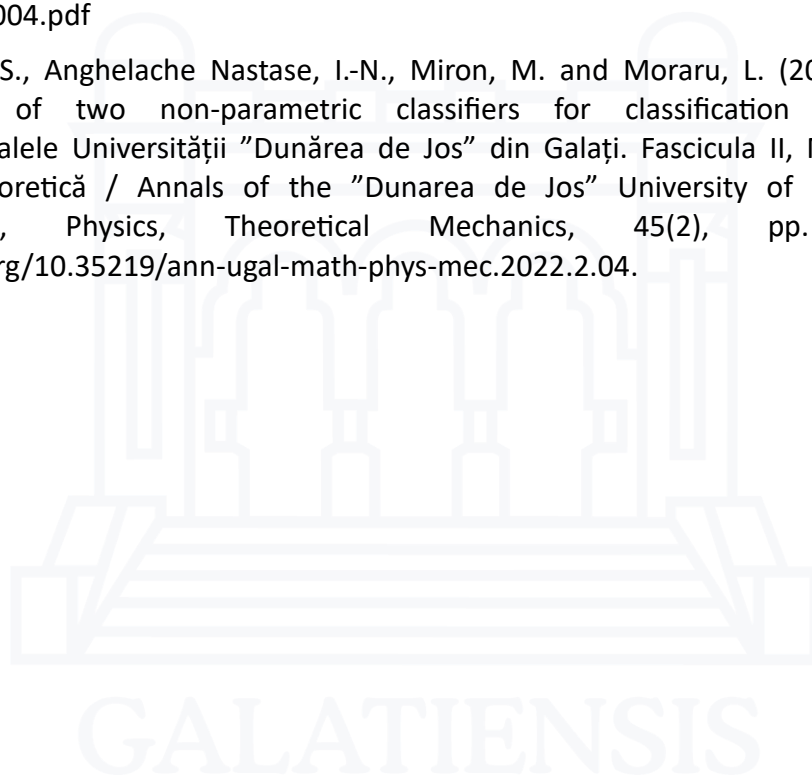 004.pdf
S., Anghelache Nastase, I.-N., Miron, M. and Moraru, L. (20
of two non-parametric classifiers for classification
alele Universității ”Dunărea de Jos” din Galați. Fascicula II,
oretică / Annals of the ”Dunarea de Jos” University of
, Physics, Theoretical Mechanics, 45(2), pp.
rg/10.35219/ann-ugal-math-phys-mec.2022.2.04.
GALATIENSIS